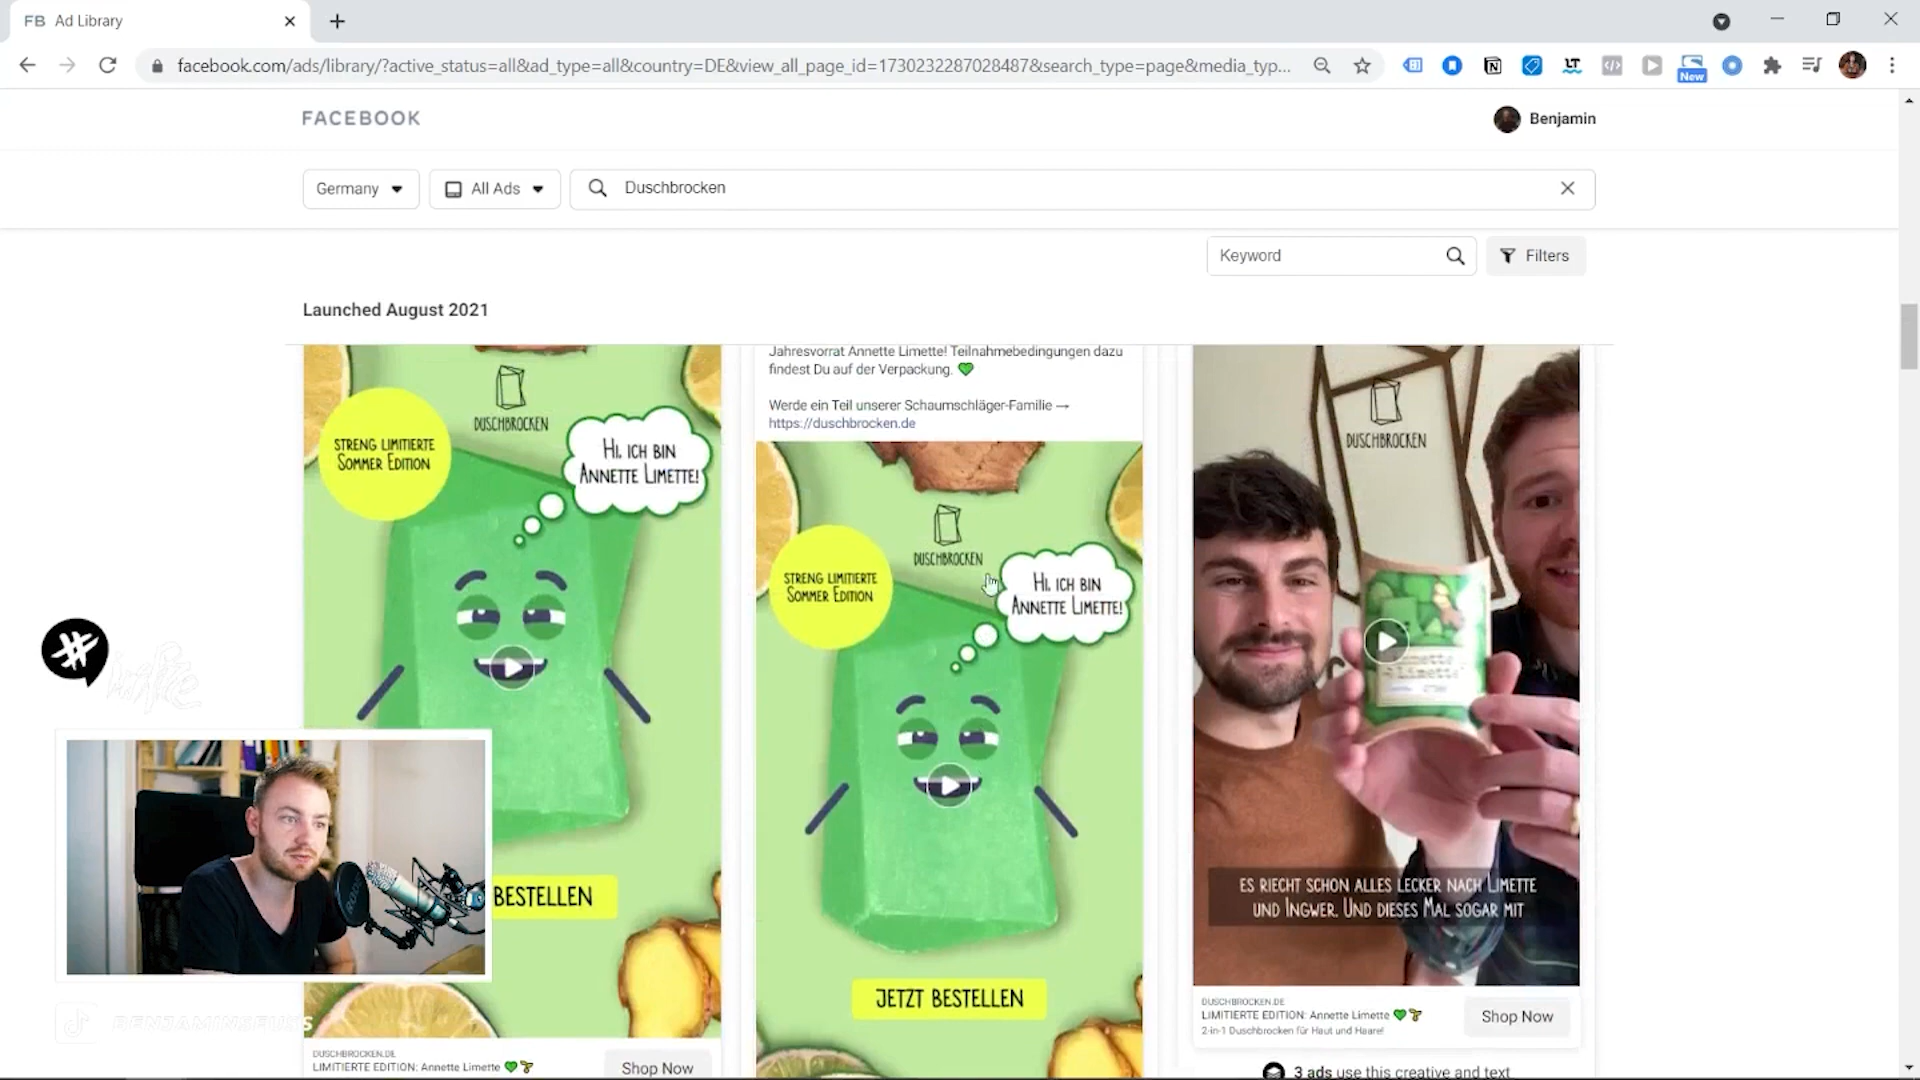 FB Ad Library
facebook.com/ads/library/?active_status=all&ad_type=all&country=DE&view_all_page_id=1730232287028487&search_type=page&media_typ...
New
FACEBOOK
Benjamin
Germany
All Ads
Duschbrocken
Keyword
Filters
Launched August 2021
DUSCHBROCKEN
STRENG LIMITIERTE
SOMMER EDITION
HI, ICH BIN
ANNETTE LIMETTE!
BESTELLEN
DUSCHBROCKEN.DE
LIMITIERTE EDITION: Annette Limette 💚
Shop Now
Jahresvorrat Annette Limette! Teilnahmebedingungen dazu
findest Du auf der Verpackung. 💚
Werde ein Teil unserer Schaumschläger-Familie →
https://duschbrocken.de
DUSCHBROCKEN
STRENG LIMITIERTE
SOMMER EDITION
HI, ICH BIN
ANNETTE LIMETTE!
JETZT BESTELLEN
DUSCHBROCKEN
ES RIECHT SCHON ALLES LECKER NACH LIMETTE
UND INGWER. UND DIESES MAL SOGAR MIT
DUSCHBROCKEN.DE
LIMITIERTE EDITION: Annette Limette 💚
2-in-1 Duschbrocken für Haut und Haare!
Shop Now
3 ads use this creative and text